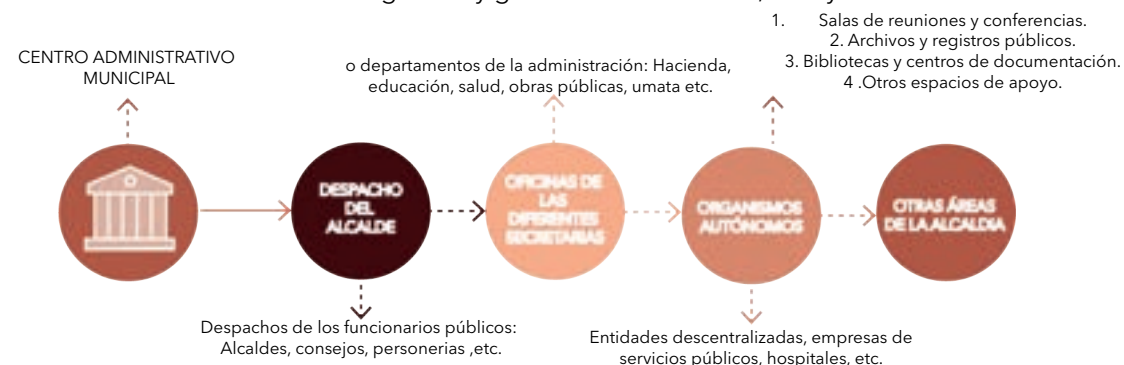 1. Salas de reuniones y conferencias.
2. Archivos y registros públicos.
3. Bibliotecas y centros de documentación.
4 .Otros espacios de apoyo.
CENTRO ADMINISTRATIVO
MUNICIPAL
o departamentos de la administración: Hacienda,
educación, salud, obras públicas, umata etc.
DESPACHO
DEL
ALCALDE
OFICINAS DE
LAS
DIFERENTES
SECRETARIAS
ORGANISMOS
AUTÓNOMOS
OTRAS ÁREAS
DE LA ALCALDIA
Despachos de los funcionarios públicos:
Alcaldes, consejos, personerias ,etc.
Entidades descentralizadas, empresas de
servicios públicos, hospitales, etc.